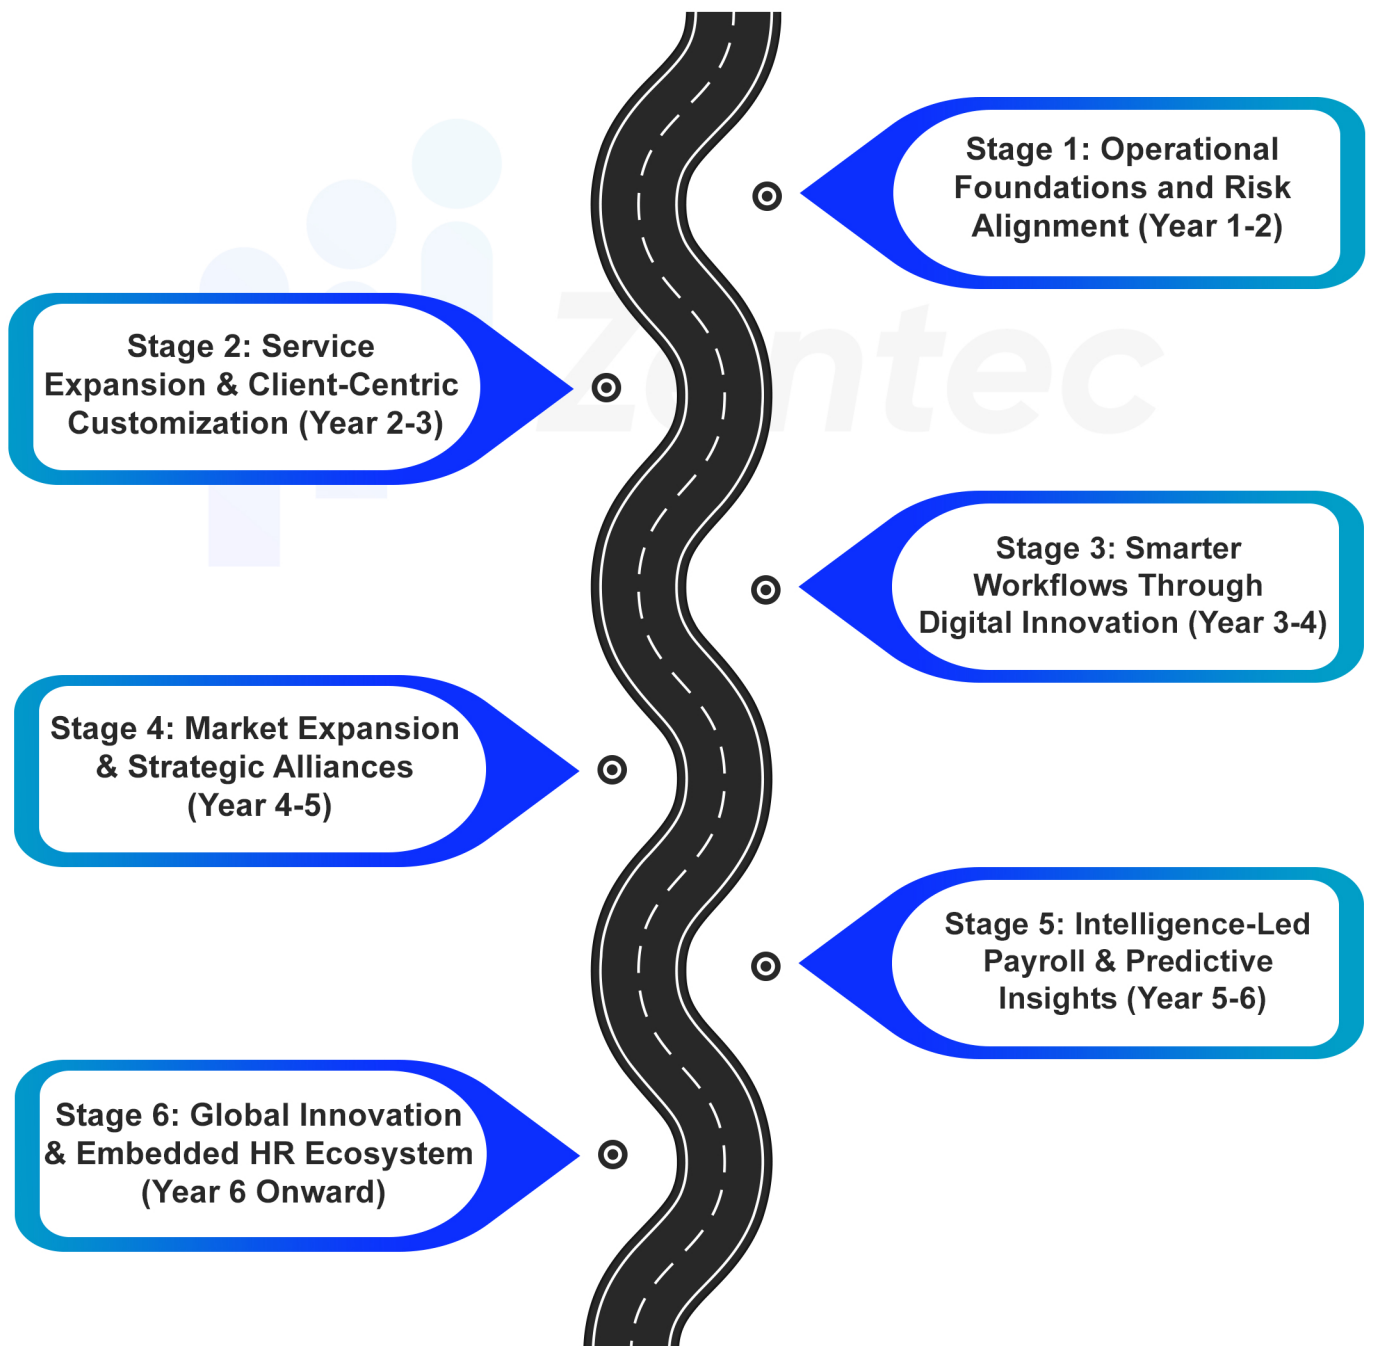 Stage 1: Operational
Foundations and Risk
Alignment (Year 1-2)
Stage 2: Service
Expansion & Client-Centric
Customization (Year 2-3)
Zentec
Stage 3: Smarter
Workflows Through
Digital Innovation (Year 3-4)
Stage 4: Market Expansion
& Strategic Alliances
(Year 4-5)
Stage 5: Intelligence-Led
Payroll & Predictive
Insights (Year 5-6)
Stage 6: Global Innovation
& Embedded HR Ecosystem
(Year 6 Onward)